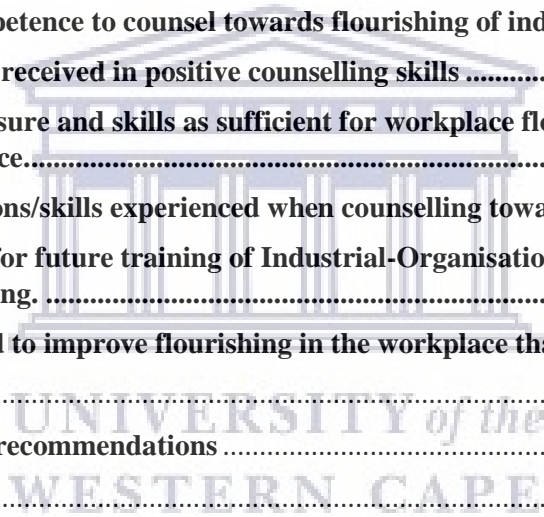 petence to counsel towards flourishing of ind
received in positive counselling skills ............
sure and skills as sufficient for workplace flo
ce...............................................................................
ons/skills experienced when counselling towa
for future training of Industrial-Organisatio
ng. ............................................................................
d to improve flourishing in the workplace tha
....................................................................................
UNIVERSITY of the
recommendations ....................................................
WESTERN CAPE
....................................................................................